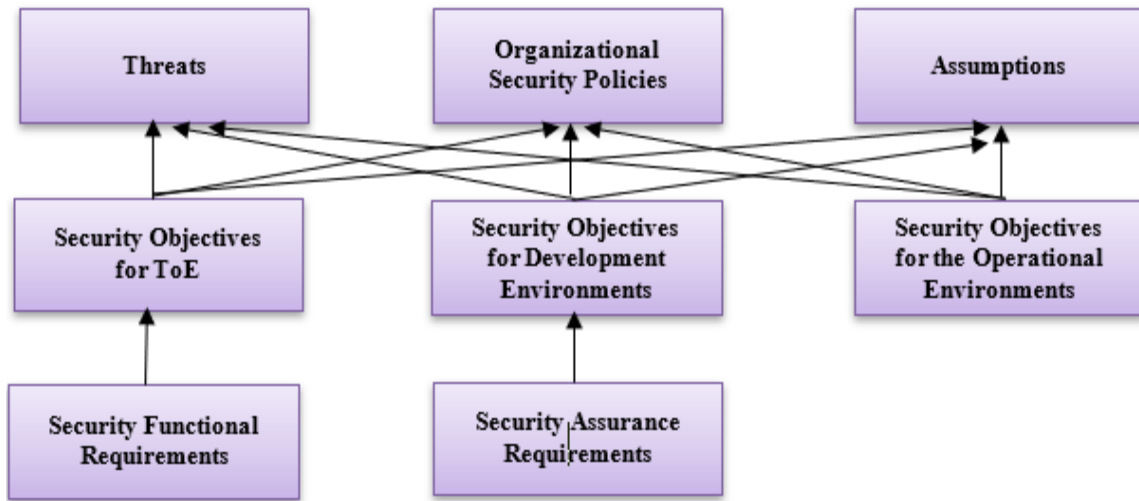 Threats
Organizational
Security Policies
Assumptions
Security Objectives
for ToE
Security Objectives
for Development
Environments
Security Objectives
for the Operational
Environments
Security Functional
Requirements
Security Assurance
Requirements